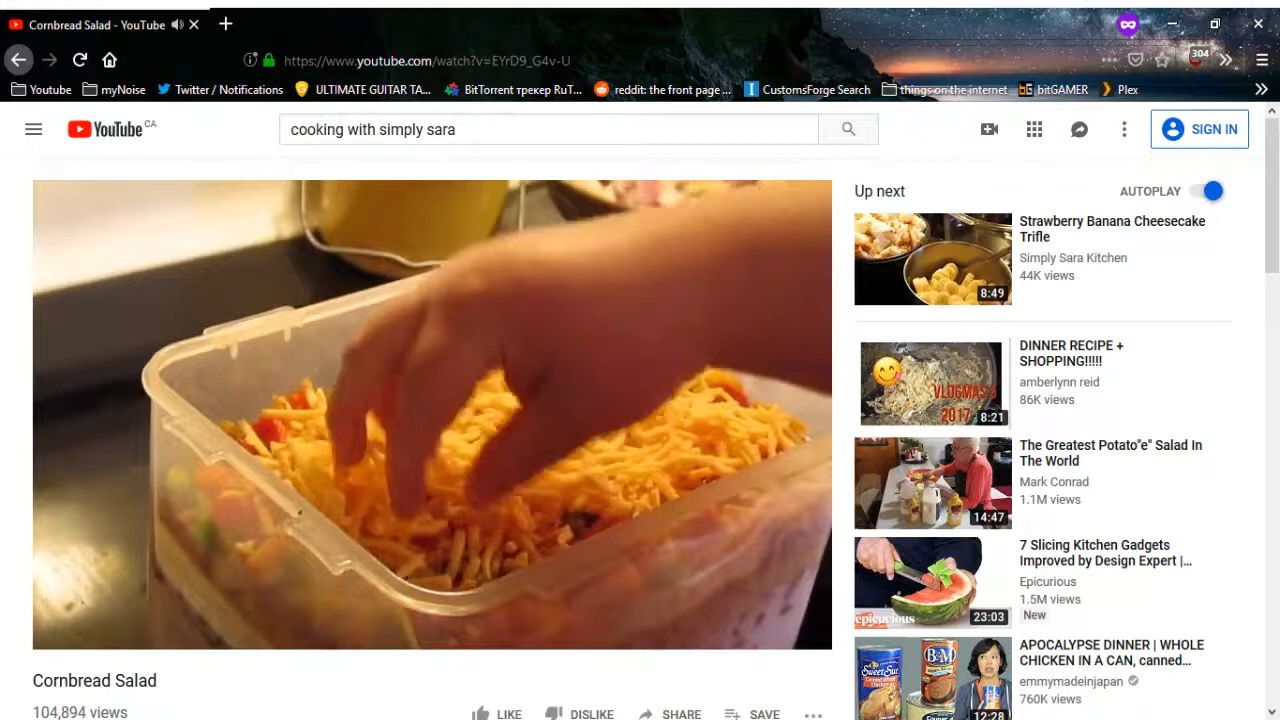 Cornbread Salad - YouTube
304
https://www.youtube.com/watch?v=EYrD9_G4v-U
Youtube myNoise Twitter / Notifications ULTIMATE GUITAR TA... BitTorrent трекер RuT... reddit: the front page ... CustomsForge Search things on the internet bitGAMER Plex
YouTube CA
cooking with simply sara
SIGN IN
Up next
AUTOPLAY
Strawberry Banana Cheesecake
Trifle
Simply Sara Kitchen
44K views
8:49
DINNER RECIPE +
SHOPPING!!!!!
amberlynn reid
86K views
VLOGMAS
2017
8:21
The Greatest Potato"e" Salad In
The World
Mark Conrad
1.1M views
14:47
7 Slicing Kitchen Gadgets
Improved by Design Expert |...
Epicurious
1.5M views
New
epicurious
23:03
APOCALYPSE DINNER | WHOLE
CHICKEN IN A CAN, canned...
emmymadeinjapan
760K views
SweetSue
B&M
12:28
Cornbread Salad
104,894 views
LIKE DISLIKE SHARE SAVE